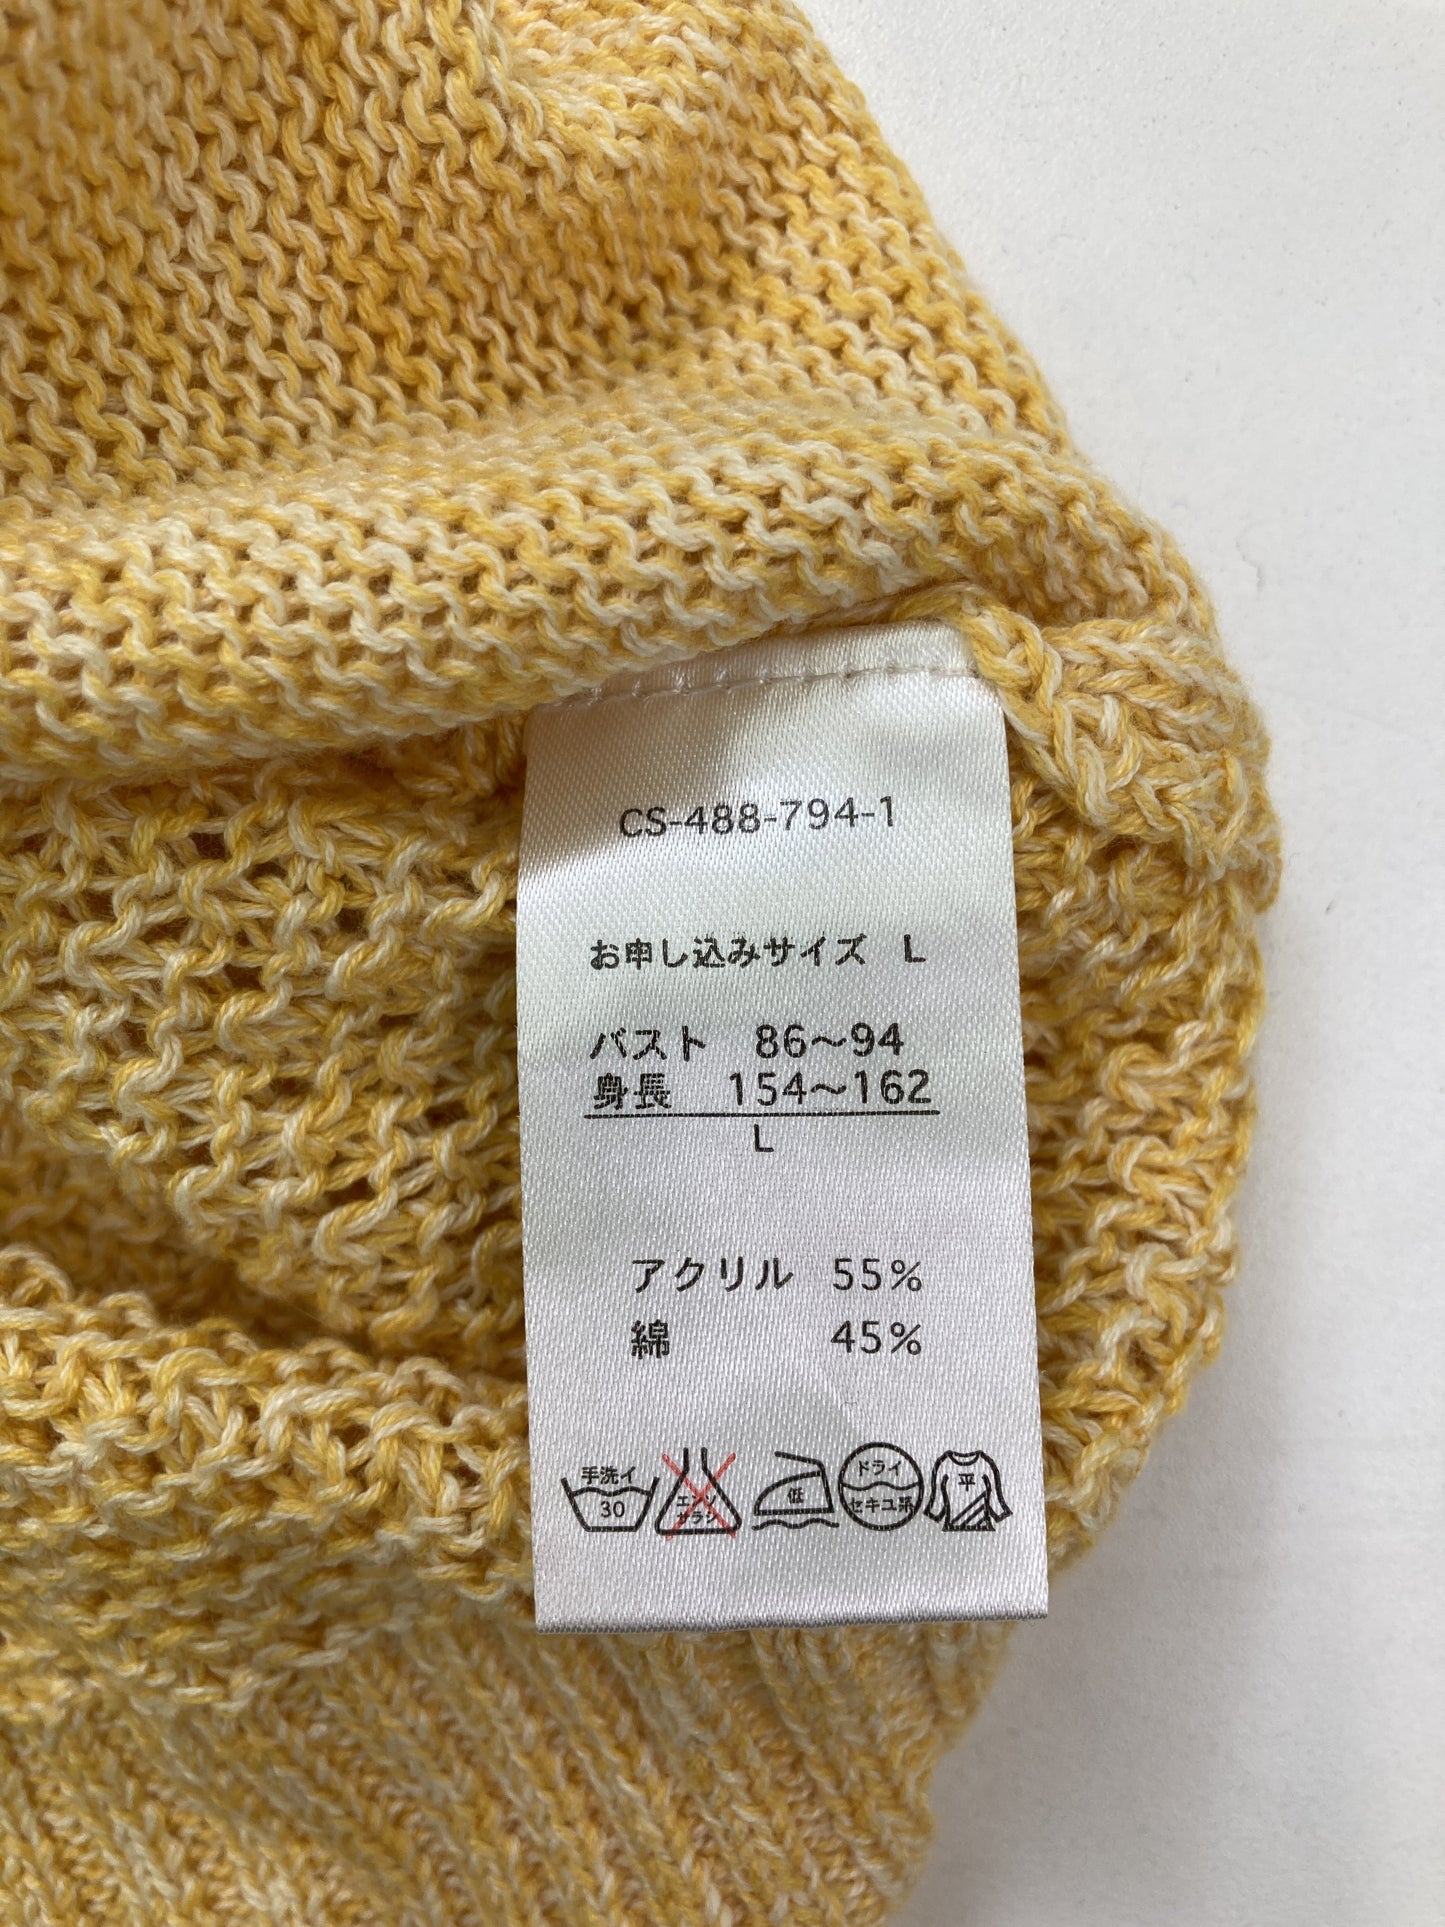 CS-488-794-1
お申し込みサイズ L
バスト 86〜94
身長 154〜162
L
アクリル 55%
綿 45%
手洗イ 30
エンソ サラシ
低
ドライ セキユ系
平